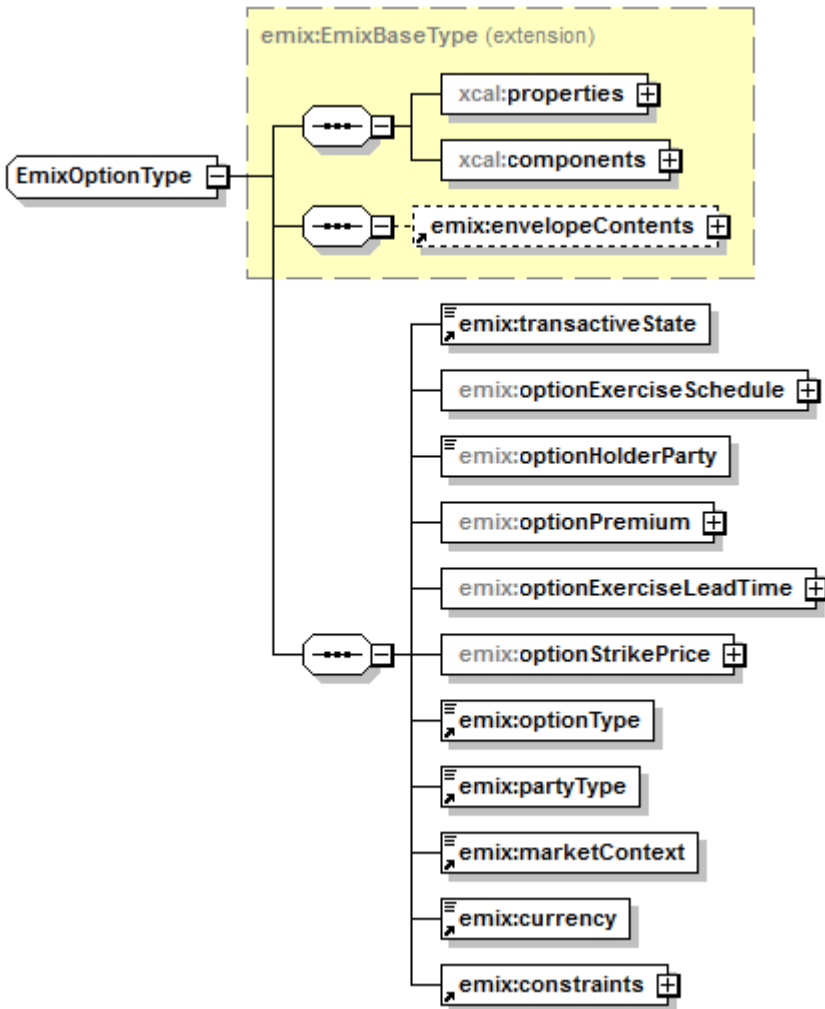 emix:EmixBaseType (extension)
xcal:properties
EmixOptionType
xcal:components
emix:envelopeContents
emix:transactiveState
emix:optionExerciseSchedule
emix:optionHolderParty
emix:optionPremium
emix:optionExerciseLeadTime
emix:optionStrikePrice
emix:optionType
emix:partyType
emix:marketContext
emix:currency
emix:constraints